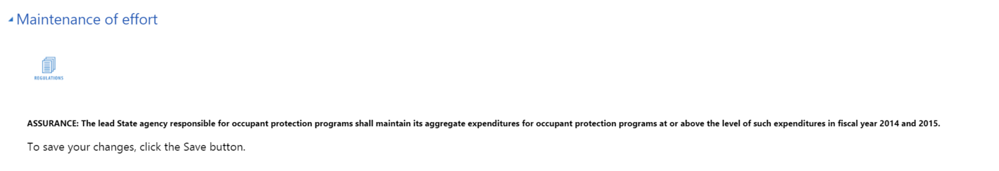 Maintenance of effort
REGULATIONS
ASSURANCE: The lead State agency responsible for occupant protection programs shall maintain its aggregate expenditures for occupant protection programs at or above the level of such expenditures in fiscal year 2014 and 2015.
To save your changes, click the Save button.